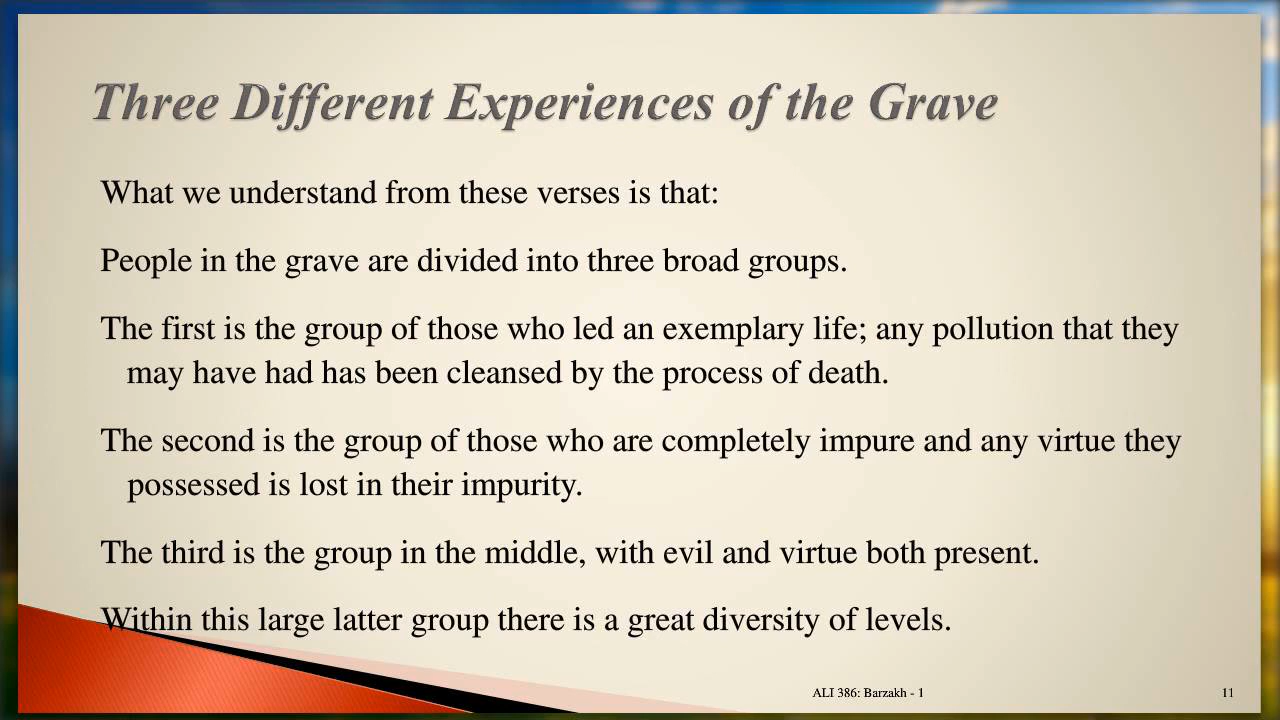 Three Different Experiences of the Grave
What we understand from these verses is that:
People in the grave are divided into three broad groups.
The first is the group of those who led an exemplary life; any pollution that they
may have had has been cleansed by the process of death.
The second is the group of those who are completely impure and any virtue they
possessed is lost in their impurity.
The third is the group in the middle, with evil and virtue both present.
Within this large latter group there is a great diversity of levels.
ALI 386: Barzakh - 1
11